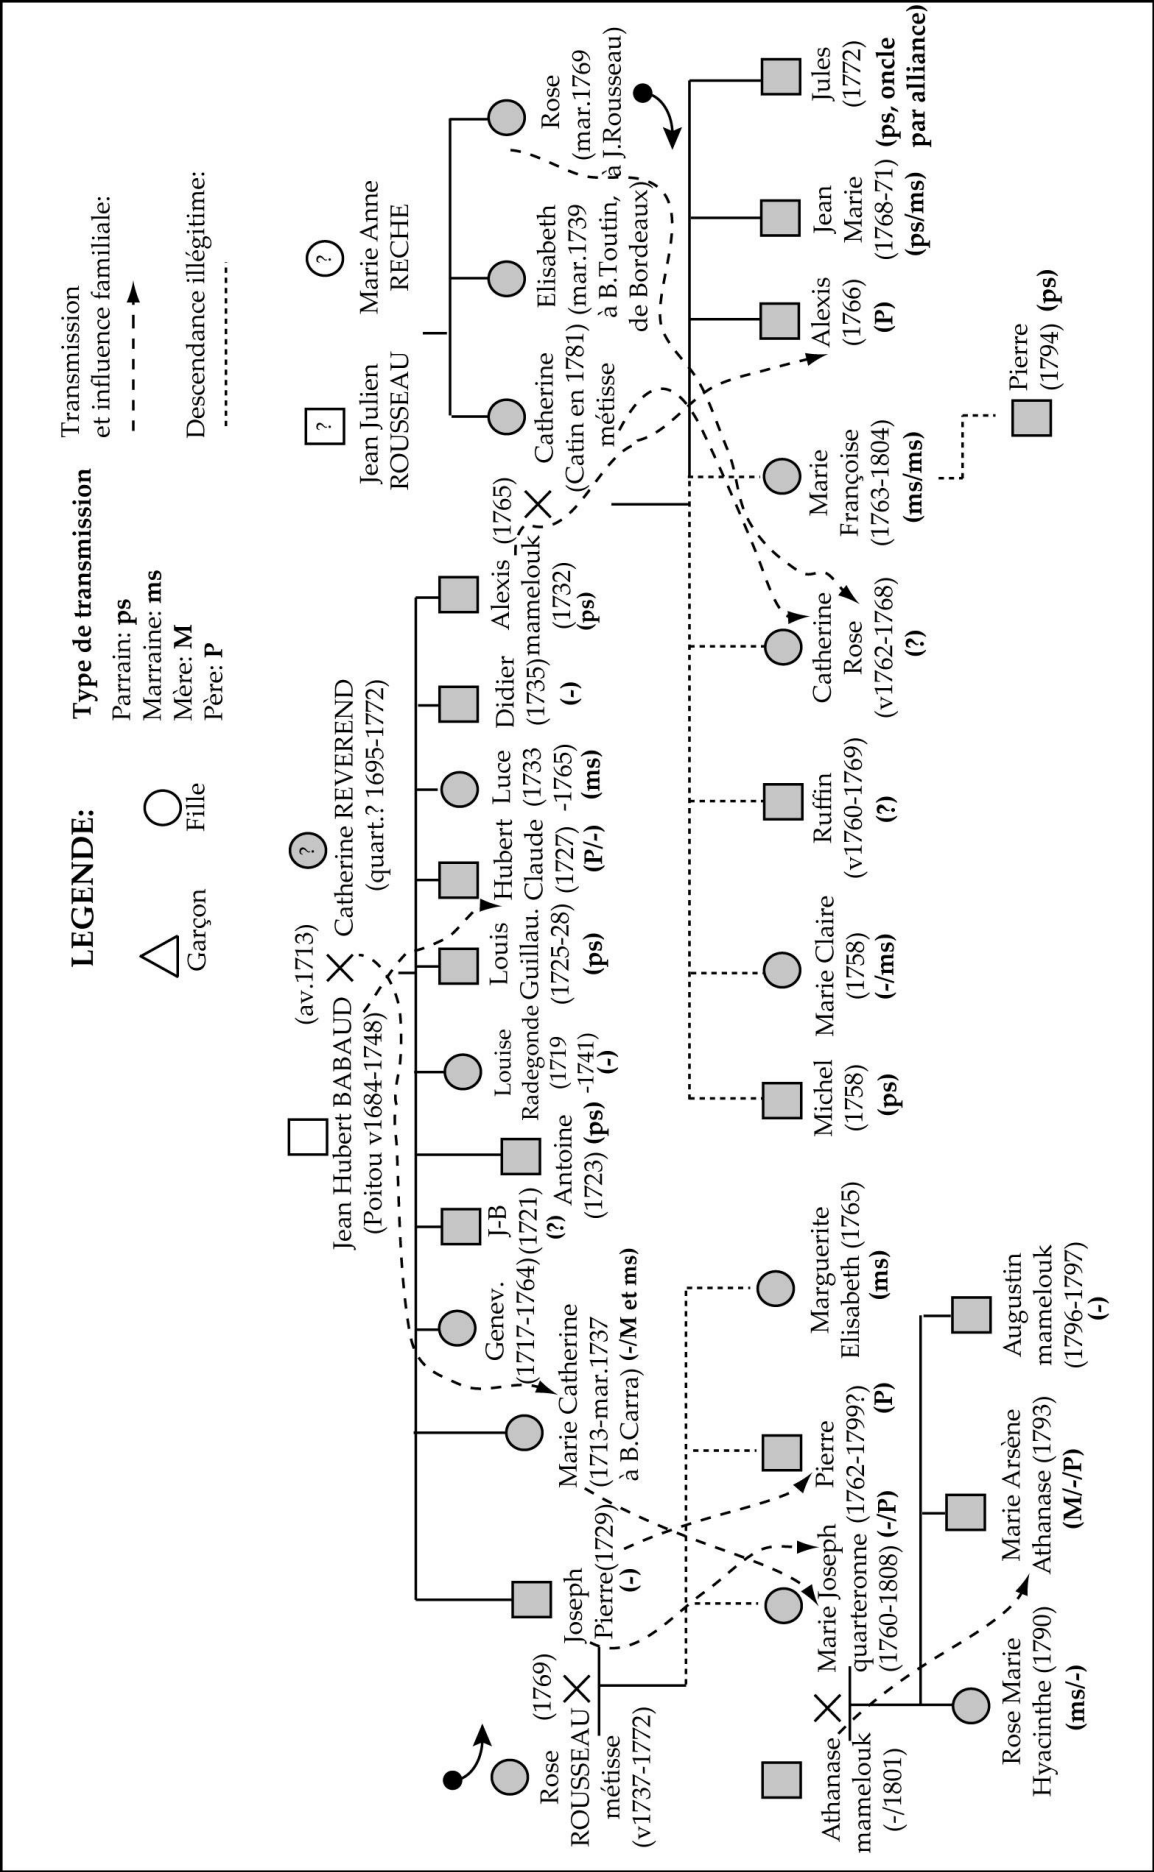 LEGENDE:
Garçon
Fille
Type de transmission
Parrain: ps
Marraine: ms
Mère: M
Père: P
Transmission
et influence familiale:
Descendance illégitime:
(av.1713)
Jean Hubert BABAUD
(Poitou v1684-1748)
?
Catherine REVEREND
(quart.? 1695-1772)
?
Jean Julien
ROUSSEAU
?
Marie Anne
RECHE
Rose
ROUSSEAU
métisse
(v1737-1772)
(1769)
Joseph
Pierre(1729)
(-)
Marie Catherine
(1713-mar.1737
à B.Carra) (-/M et ms)
Genev.
(1717-1764)
J-B
(1721)
(?)
Antoine
(1723) (ps)
Louise
Radegonde
(1719
-1741)
(-)
Louis
Guillau.
(1725-28)
(ps)
Hubert
Claude
(1727)
(P/-)
Luce
(1733
-1765)
(ms)
Didier
(1735)
(-)
Alexis
mamelouk
(1732)
(ps)
(1765)
Catherine
(Catin en 1781)
métisse
Elisabeth
(mar.1739
à B.Toutin,
de Bordeaux)
Rose
(mar.1769
à J.Rousseau)
Athanase
mamelouk
(-/1801)
Marie Joseph
quarteronne
(1760-1808) (-/P)
Pierre
(1762-1799?)
(P)
Marguerite
Elisabeth (1765)
(ms)
Michel
(1758)
(ps)
Marie Claire
(1758)
(-/ms)
Ruffin
(v1760-1769)
(?)
Catherine
Rose
(v1762-1768)
(?)
Marie
Françoise
(1763-1804)
(ms/ms)
Alexis
(1766)
(P)
Jean
Marie
(1768-71)
(ps/ms)
Jules
(1772)
(ps, oncle
par alliance)
Rose Marie
Hyacinthe (1790)
(ms/-)
Marie Arsène
Athanase (1793)
(M/-/P)
Augustin
mamelouk
(1796-1797)
(-)
Pierre
(1794) (ps)